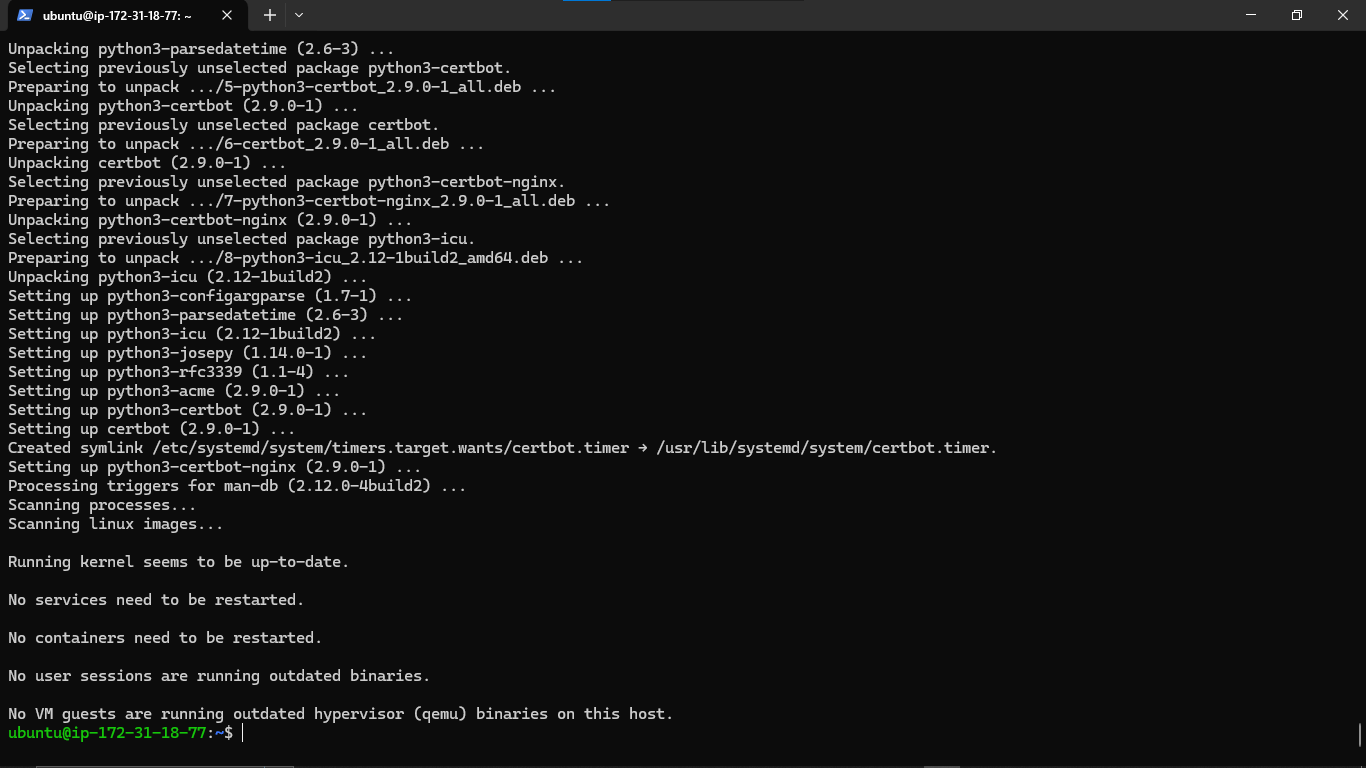 ubuntu@ip-172-31-18-77: ~
Unpacking python3-parsedatetime (2.6-3) ...
Selecting previously unselected package python3-certbot.
Preparing to unpack .../5-python3-certbot_2.9.0-1_all.deb ...
Unpacking python3-certbot (2.9.0-1) ...
Selecting previously unselected package certbot.
Preparing to unpack .../6-certbot_2.9.0-1_all.deb ...
Unpacking certbot (2.9.0-1) ...
Selecting previously unselected package python3-certbot-nginx.
Preparing to unpack .../7-python3-certbot-nginx_2.9.0-1_all.deb ...
Unpacking python3-certbot-nginx (2.9.0-1) ...
Selecting previously unselected package python3-icu.
Preparing to unpack .../8-python3-icu_2.12-1build2_amd64.deb ...
Unpacking python3-icu (2.12-1build2) ...
Setting up python3-configargparse (1.7-1) ...
Setting up python3-parsedatetime (2.6-3) ...
Setting up python3-icu (2.12-1build2) ...
Setting up python3-josepy (1.14.0-1) ...
Setting up python3-rfc3339 (1.1-4) ...
Setting up python3-acme (2.9.0-1) ...
Setting up python3-certbot (2.9.0-1) ...
Setting up certbot (2.9.0-1) ...
Created symlink /etc/systemd/system/timers.target.wants/certbot.timer → /usr/lib/systemd/system/certbot.timer.
Setting up python3-certbot-nginx (2.9.0-1) ...
Processing triggers for man-db (2.12.0-4build2) ...
Scanning processes...
Scanning linux images...
Running kernel seems to be up-to-date.
No services need to be restarted.
No containers need to be restarted.
No user sessions are running outdated binaries.
No VM guests are running outdated hypervisor (qemu) binaries on this host.
ubuntu@ip-172-31-18-77:~$